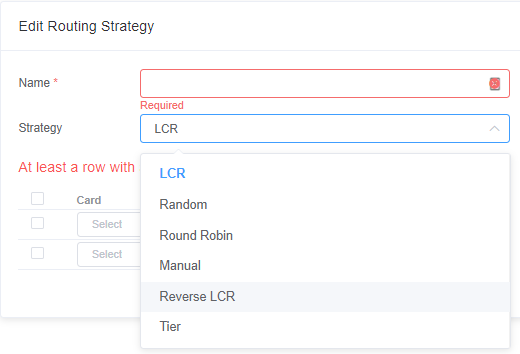 Edit Routing Strategy
Name *
Required
Strategy
LCR
At least a row with
Card
Select
Select
LCR
Random
Round Robin
Manual
Reverse LCR
Tier